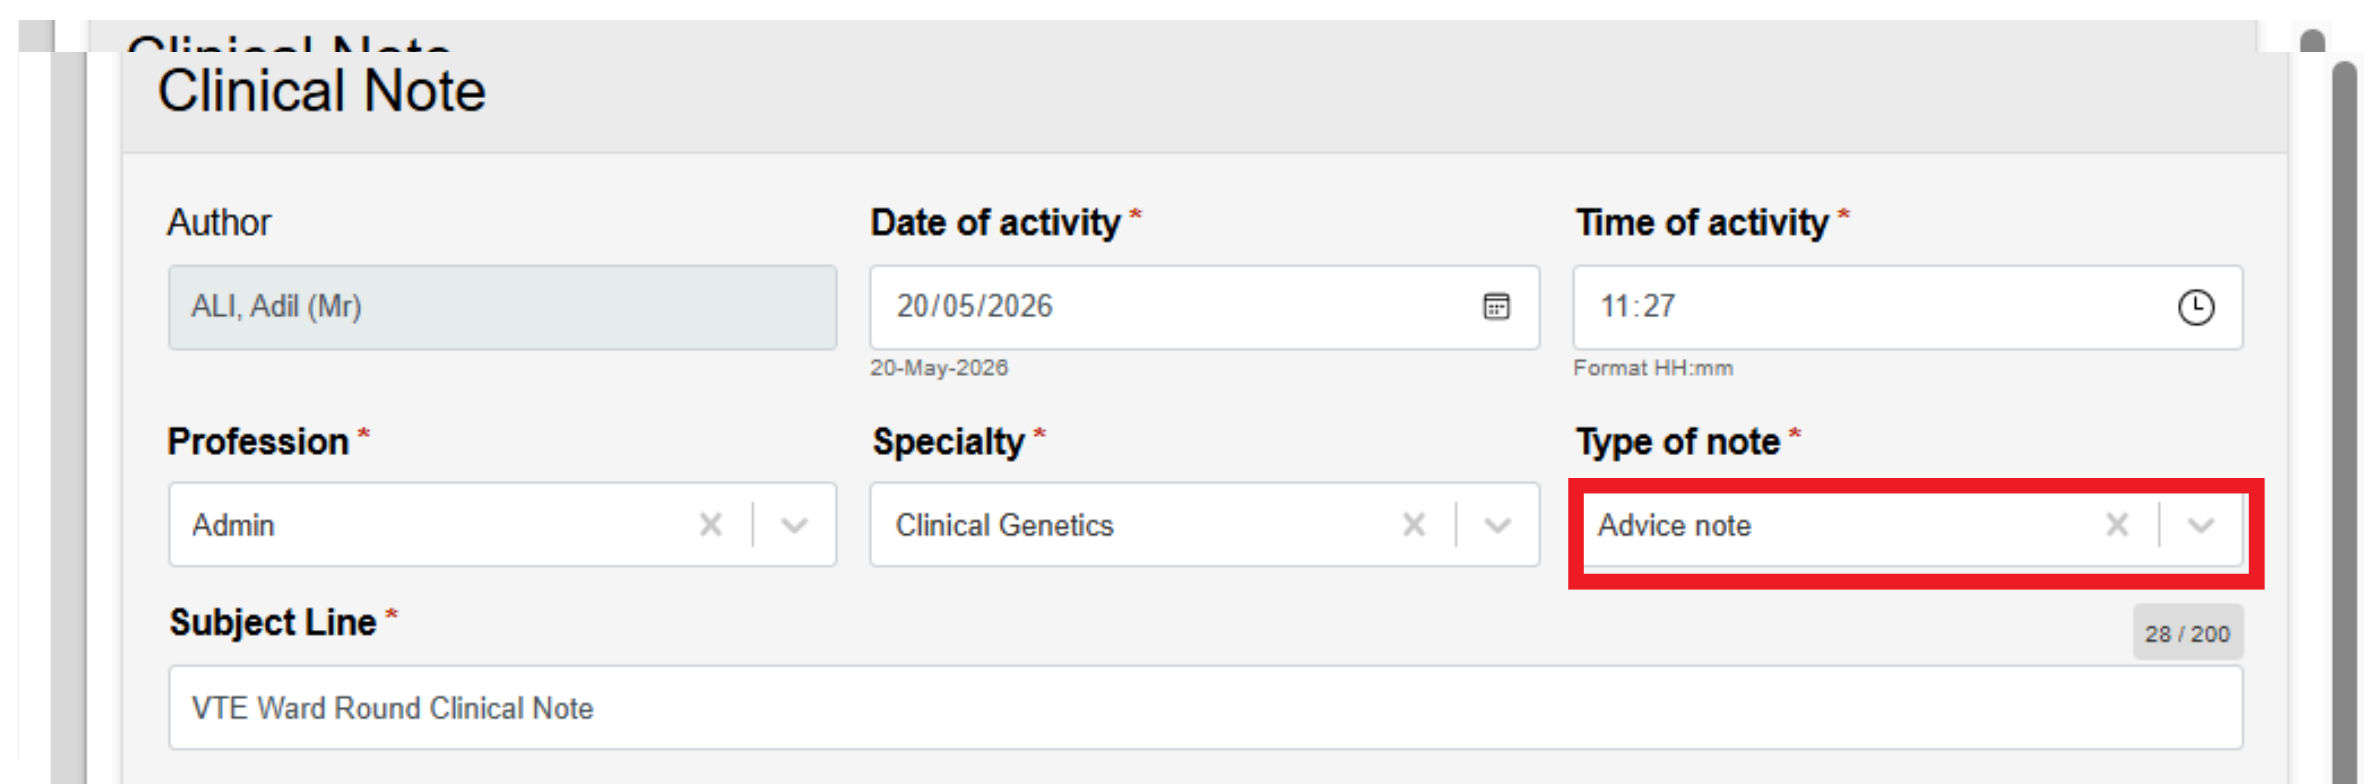 Clinical Note
Clinical Note
Author
Date of activity *
Time of activity *
ALI, Adil (Mr)
20/05/2026
11:27
20-May-2026
Format HH:mm
Profession *
Specialty *
Type of note *
Admin
Clinical Genetics
Advice note
Subject Line *
28 / 200
VTE Ward Round Clinical Note